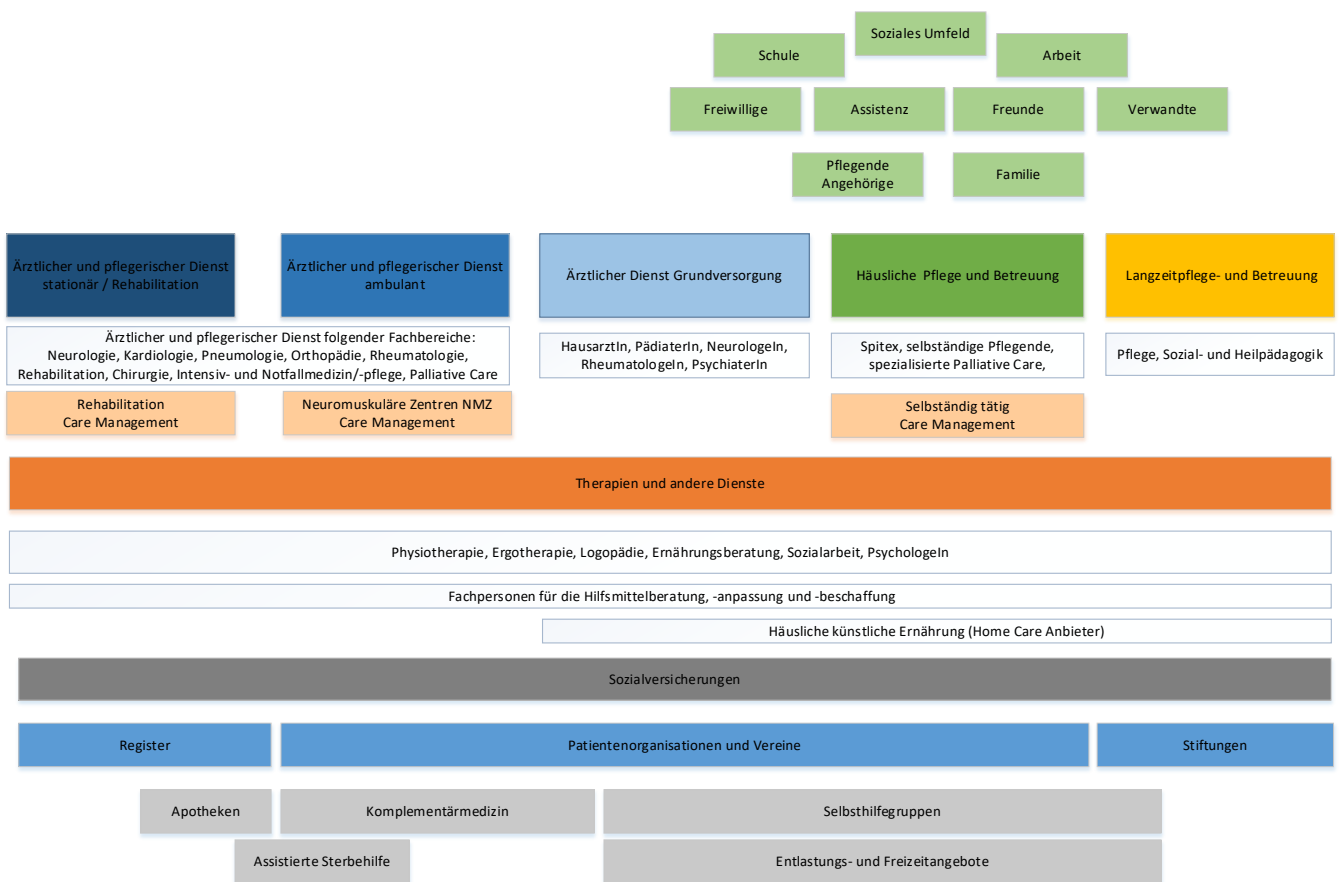 Soziales Umfeld
Schule
Arbeit
Freiwillige
Assistenz
Freunde
Verwandte
Pflegende
Angehörige
Familie
Ärztlicher und pflegerischer Dienst
stationär / Rehabilitation
Ärztlicher und pflegerischer Dienst
ambulant
Ärztlicher Dienst Grundversorgung
Häusliche Pflege und Betreuung
Langzeitpflege- und Betreuung
Ärztlicher und pflegerischer Dienst folgender Fachbereiche:
Neurologie, Kardiologie, Pneumologie, Orthopädie, Rheumatologie,
Rehabilitation, Chirurgie, Intensiv- und Notfallmedizin/-pflege, Palliative Care
HausarztIn, PädiaterIn, NeurologeIn,
RheumatologeIn, PsychiaterIn
Spitex, selbständige Pflegende,
spezialisierte Palliative Care,
Pflege, Sozial- und Heilpädagogik
Rehabilitation
Care Management
Neuromuskuläre Zentren NMZ
Care Management
Selbständig tätig
Care Management
Therapien und andere Dienste
Physiotherapie, Ergotherapie, Logopädie, Ernährungsberatung, Sozialarbeit, PsychologeIn
Fachpersonen für die Hilfsmittelberatung, -anpassung und -beschaffung
Häusliche künstliche Ernährung (Home Care Anbieter)
Sozialversicherungen
Register
Patientenorganisationen und Vereine
Stiftungen
Apotheken
Komplementärmedizin
Selbsthilfegruppen
Assistierte Sterbehilfe
Entlastungs- und Freizeitangebote